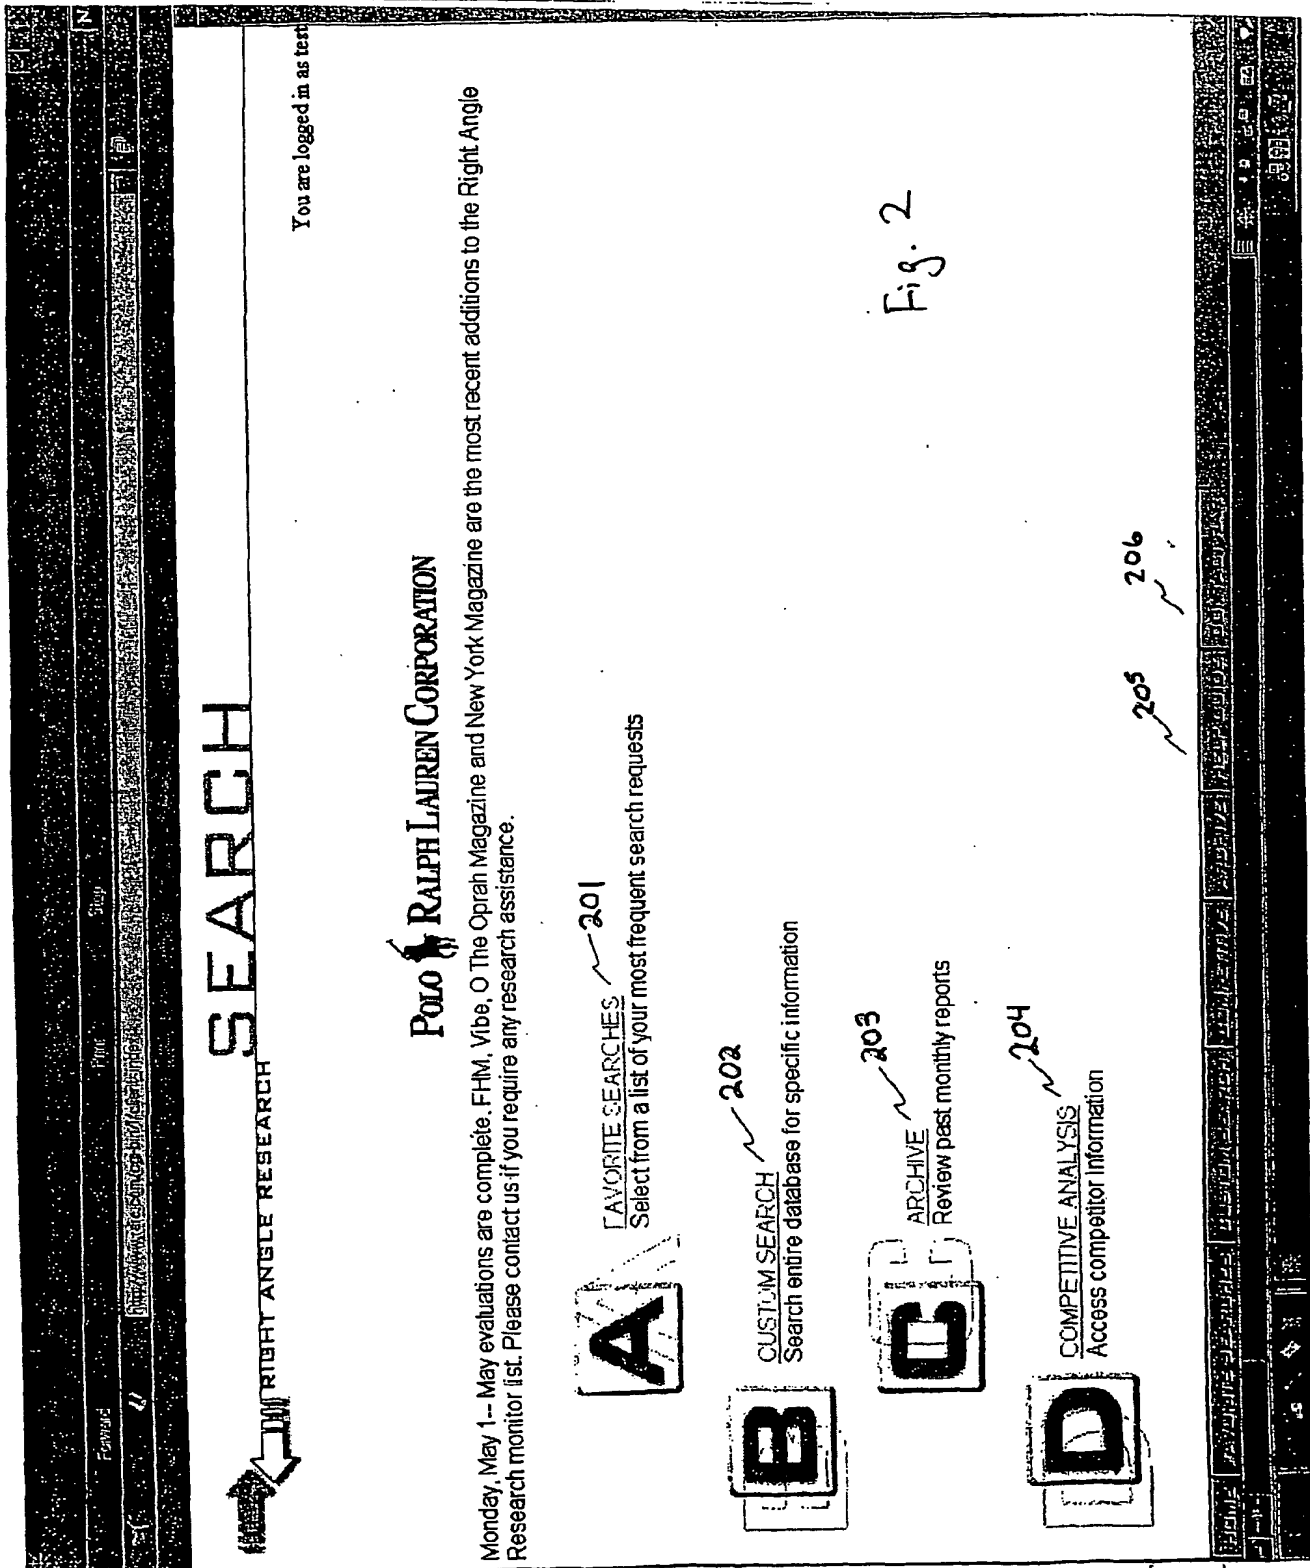 Forward
Stop
Print
RIGHT ANGLE RESEARCH
SEARCH
You are logged in as test
POLO RALPH LAUREN CORPORATION
Monday, May 1-- May evaluations are complete. FHM, Vibe, O The Oprah Magazine and New York Magazine are the most recent additions to the Right Angle
Research monitor list. Please contact us if you require any research assistance.
A
FAVORITE SEARCHES 201
Select from a list of your most frequent search requests
B
CUSTOM SEARCH 202
Search entire database for specific information
C
ARCHIVE 203
Review past monthly reports
D
COMPETITIVE ANALYSIS 204
Access competitor Information
205
206
Fig. 2
HOME
ARCHIVE